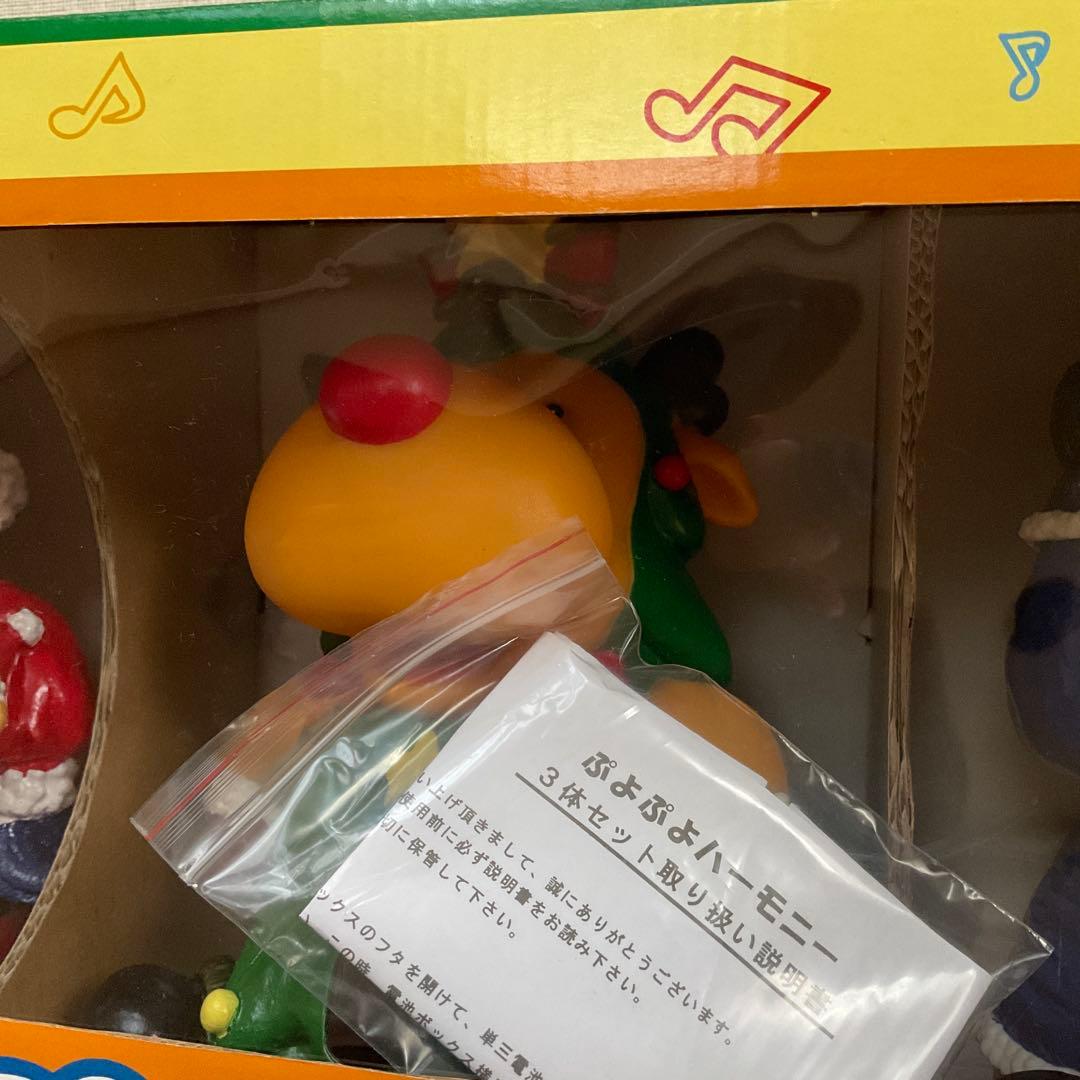 ぷよぷよハーモニー
3体セット取り扱い説明書
い上げ頂きまして、誠にありがとうございます。
使用前に必ず説明書をお読み下さい。
切に保管して下さい。
ックスのフタを開けて、単三電池
この時、電池ボックス